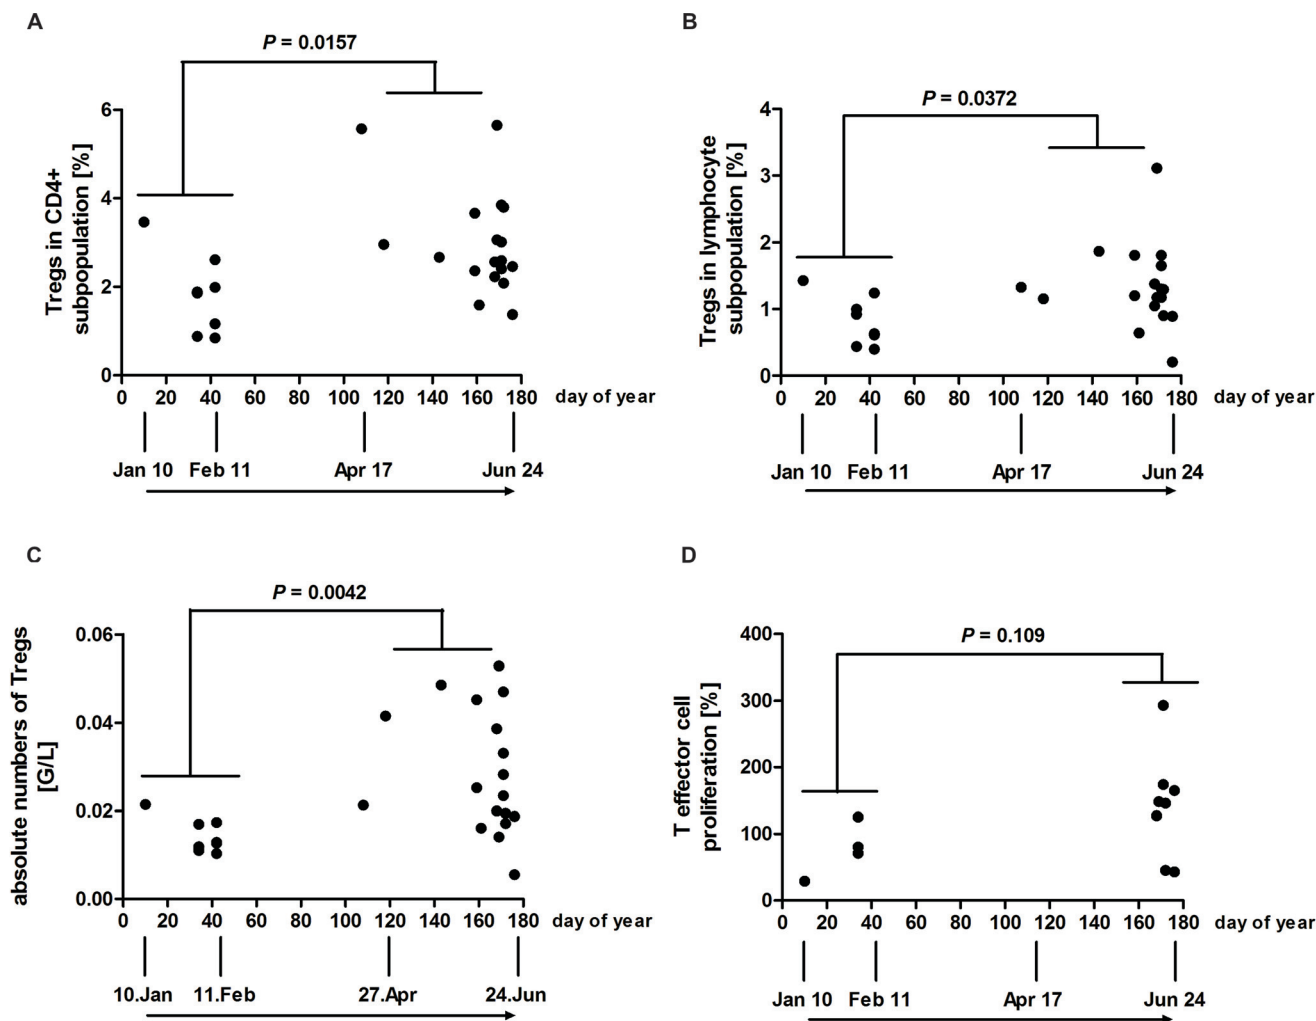 A
P = 0.0157
Tregs in CD4+
subpopulation [%]
6
4
2
0
0 20 40 60 80 100 120 140 160 180 day of year
Jan 10 Feb 11 Apr 17 Jun 24
B
P = 0.0372
Tregs in lymphocyte
subpopulation [%]
4
3
2
1
0
0 20 40 60 80 100 120 140 160 180 day of year
Jan 10 Feb 11 Apr 17 Jun 24
C
P = 0.0042
absolute numbers of Tregs
[G/L]
0.06
0.04
0.02
0.00
0 20 40 60 80 100 120 140 160 180 day of year
10.Jan 11.Feb 27.Apr 24.Jun
D
P = 0.109
T effector cell
proliferation [%]
400
300
200
100
0
0 20 40 60 80 100 120 140 160 180 day of year
Jan 10 Feb 11 Apr 17 Jun 24